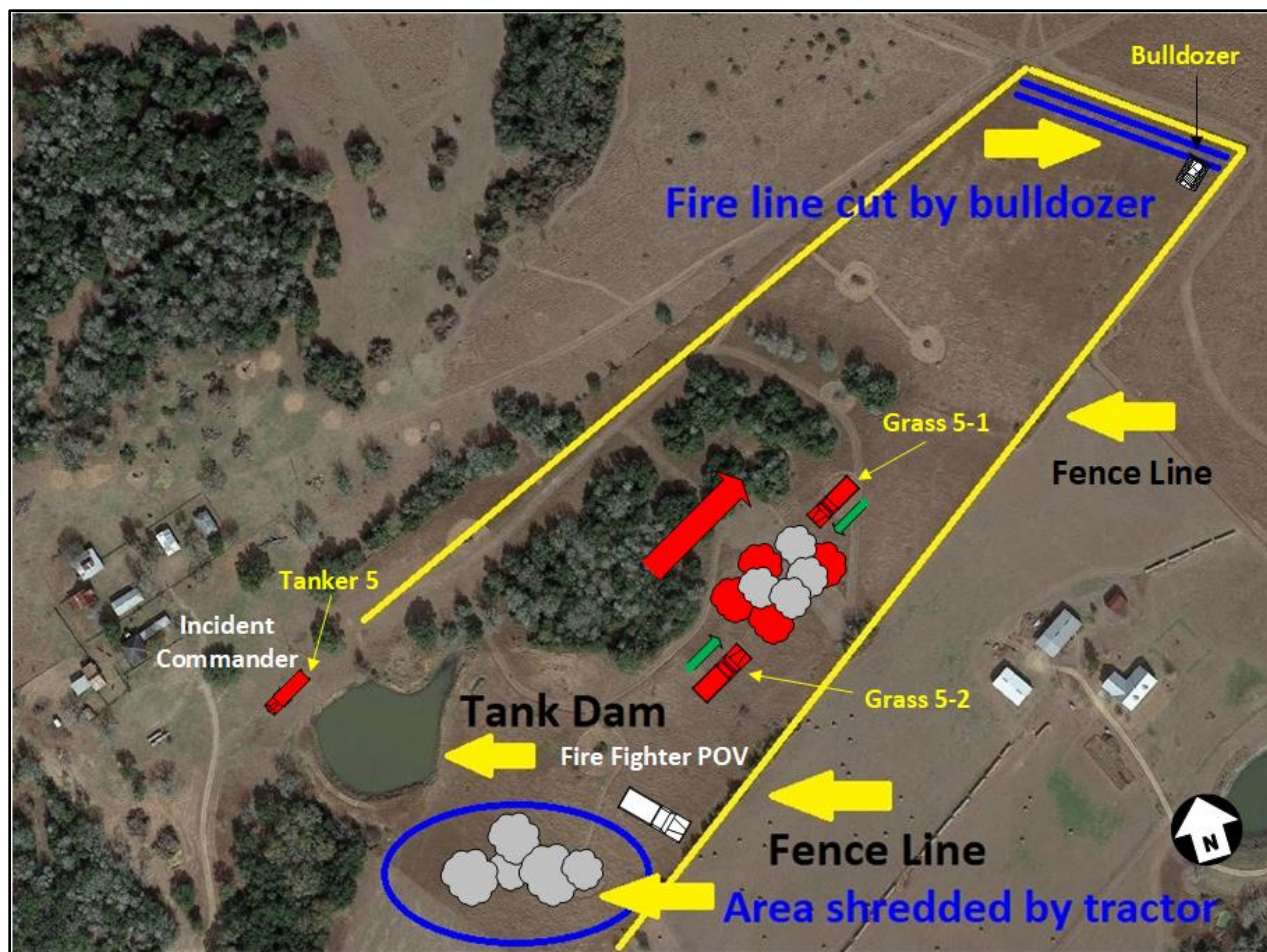 Bulldozer
Fire line cut by bulldozer
Grass 5-1
Fence Line
Tanker 5
Incident
Commander
Grass 5-2
Tank Dam
Fire Fighter POV
N
Fence Line
Area shredded by tractor